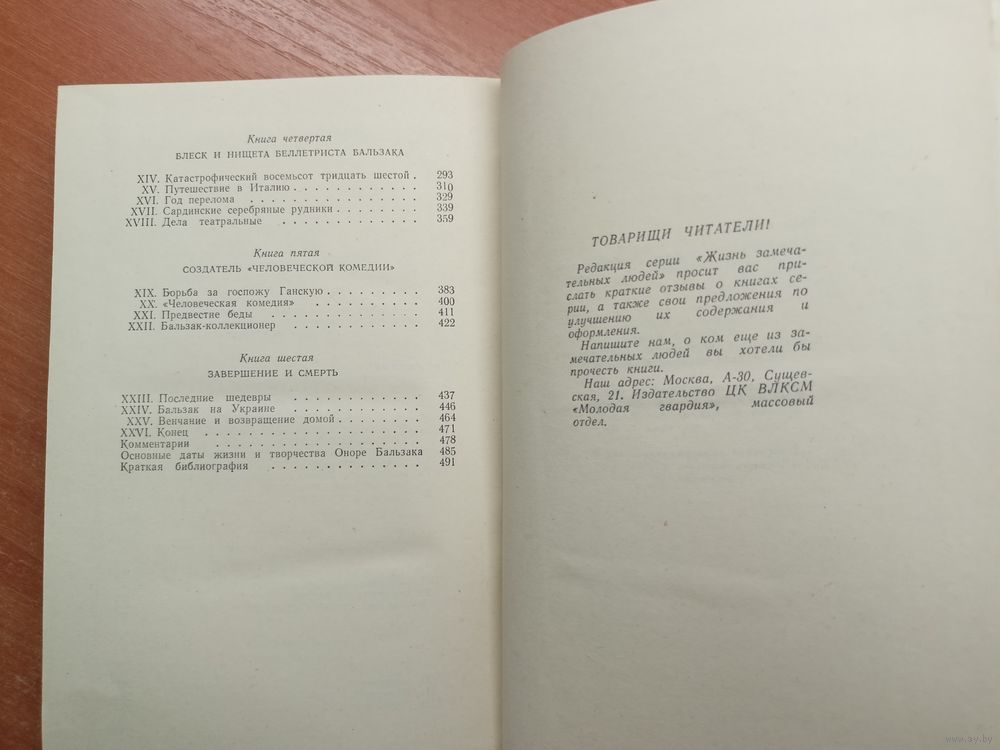 Книга четвертая
БЛЕСК И НИЩЕТА БЕЛЛЕТРИСТА БАЛЬЗАКА
XIV. Катастрофический восемьсот тридцать шестой . 293
XV. Путешествие в Италию . . . . . . . . . . . . 310
XVI. Год перелома . . . . . . . . . . . . . . . 329
XVII. Сардинские серебряные рудники . . . . . . . . 339
XVIII. Дела театральные . . . . . . . . . . . . . 359
Книга пятая
СОЗДАТЕЛЬ «ЧЕЛОВЕЧЕСКОЙ КОМЕДИИ»
XIX. Борьба за госпожу Ганскую . . . . . . . . . 383
XX. «Человеческая комедия» . . . . . . . . . . 400
XXI. Предвестие беды . . . . . . . . . . . . . 411
XXII. Бальзак-коллекционер . . . . . . . . . . . . 422
Книга шестая
ЗАВЕРШЕНИЕ И СМЕРТЬ
XXIII. Последние шедевры . . . . . . . . . . . . 437
XXIV. Бальзак на Украине . . . . . . . . . . . . 446
XXV. Венчание и возвращение домой . . . . . . . . 464
XXVI. Конец . . . . . . . . . . . . . . . . . . 471
Комментарии . . . . . . . . . . . . . . . . . . 478
Основные даты жизни и творчества Оноре Бальзака 485
Краткая библиография . . . . . . . . . . . . . 491
ТОВАРИЩИ ЧИТАТЕЛИ!
Редакция серии «Жизнь замеча-
тельных людей» просит вас при-
слать краткие отзывы о книгах се-
рии, а также свои предложения по
улучшению их содержания и
оформления.
Напишите нам, о ком еще из за-
мечательных людей вы хотели бы
прочесть книги.
Наш адрес: Москва, А-30, Сущев-
ская, 21. Издательство ЦК ВЛКСМ
«Молодая гвардия», массовый
отдел.
www.ay.by